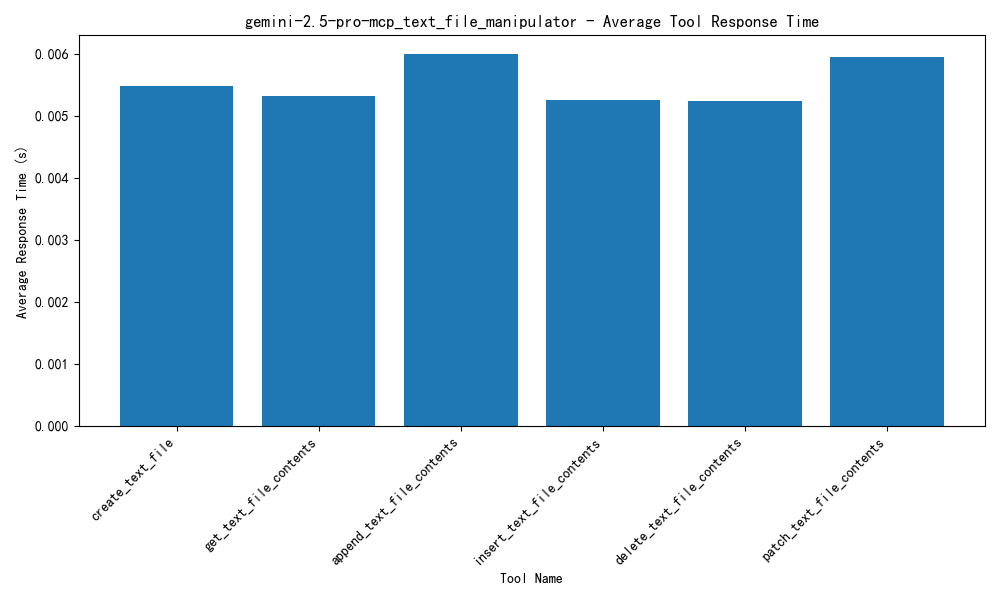 gemini-2.5-pro-mcp_text_file_manipulator - Average Tool Response Time
Average Response Time (s)
0.006
0.005
0.004
0.003
0.002
0.001
0.000
create_text_file
get_text_file_contents
append_text_file_contents
insert_text_file_contents
delete_text_file_contents
patch_text_file_contents
Tool Name